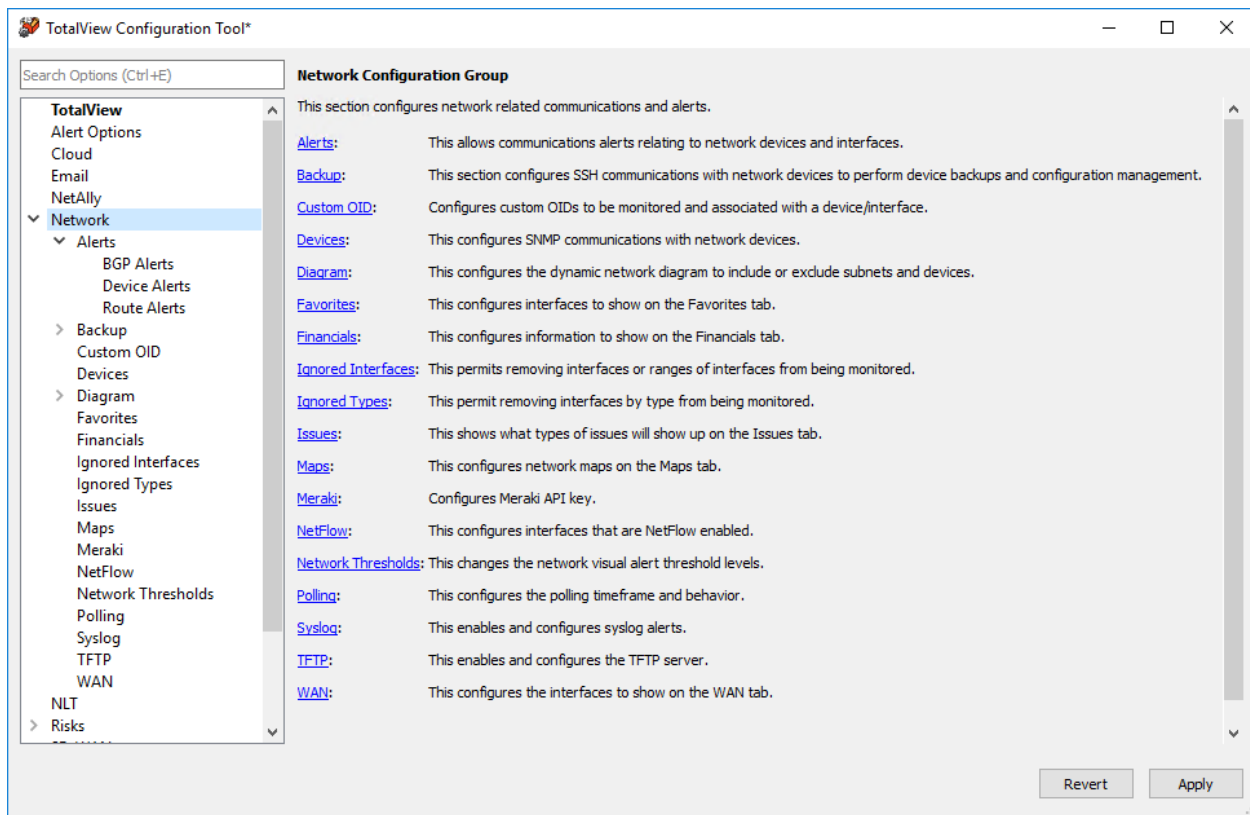 TotalView Configuration Tool*
Search Options (Ctrl+E)
TotalView
Alert Options
Cloud
Email
NetAlly
Network
Alerts
BGP Alerts
Device Alerts
Route Alerts
Backup
Custom OID
Devices
Diagram
Favorites
Financials
Ignored Interfaces
Ignored Types
Issues
Maps
Meraki
NetFlow
Network Thresholds
Polling
Syslog
TFTP
WAN
NLT
Risks
Network Configuration Group
This section configures network related communications and alerts.
Alerts: This allows communications alerts relating to network devices and interfaces.
Backup: This section configures SSH communications with network devices to perform device backups and configuration management.
Custom OID: Configures custom OIDs to be monitored and associated with a device/interface.
Devices: This configures SNMP communications with network devices.
Diagram: This configures the dynamic network diagram to include or exclude subnets and devices.
Favorites: This configures interfaces to show on the Favorites tab.
Financials: This configures information to show on the Financials tab.
Ignored Interfaces: This permits removing interfaces or ranges of interfaces from being monitored.
Ignored Types: This permit removing interfaces by type from being monitored.
Issues: This shows what types of issues will show up on the Issues tab.
Maps: This configures network maps on the Maps tab.
Meraki: Configures Meraki API key.
NetFlow: This configures interfaces that are NetFlow enabled.
Network Thresholds: This changes the network visual alert threshold levels.
Polling: This configures the polling timeframe and behavior.
Syslog: This enables and configures syslog alerts.
TFTP: This enables and configures the TFTP server.
WAN: This configures the interfaces to show on the WAN tab.
Revert
Apply